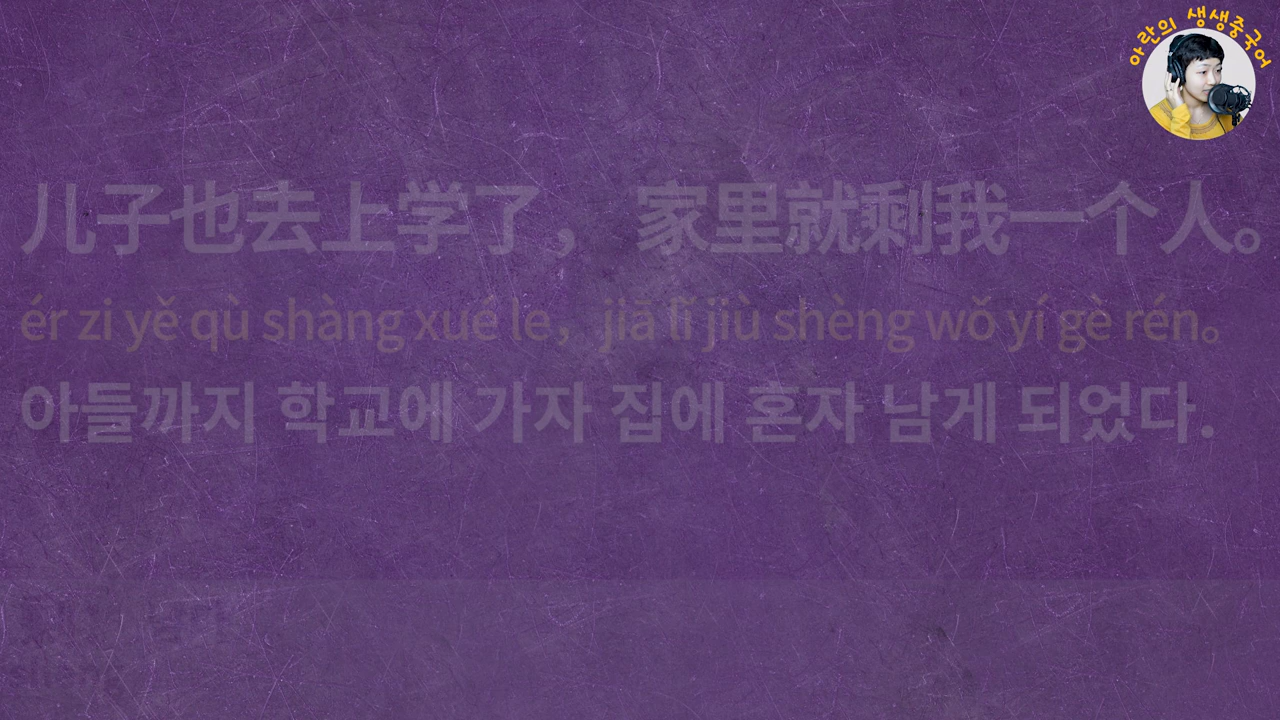 아란의 생생중국어
儿子也去上学了， 家里就剩我一个人。
ér zi yě qù shàng xué le，jiā lǐ jiù shèng wǒ yí gè rén。
아들까지 학교에 가자 집에 혼자 남게 되었다.